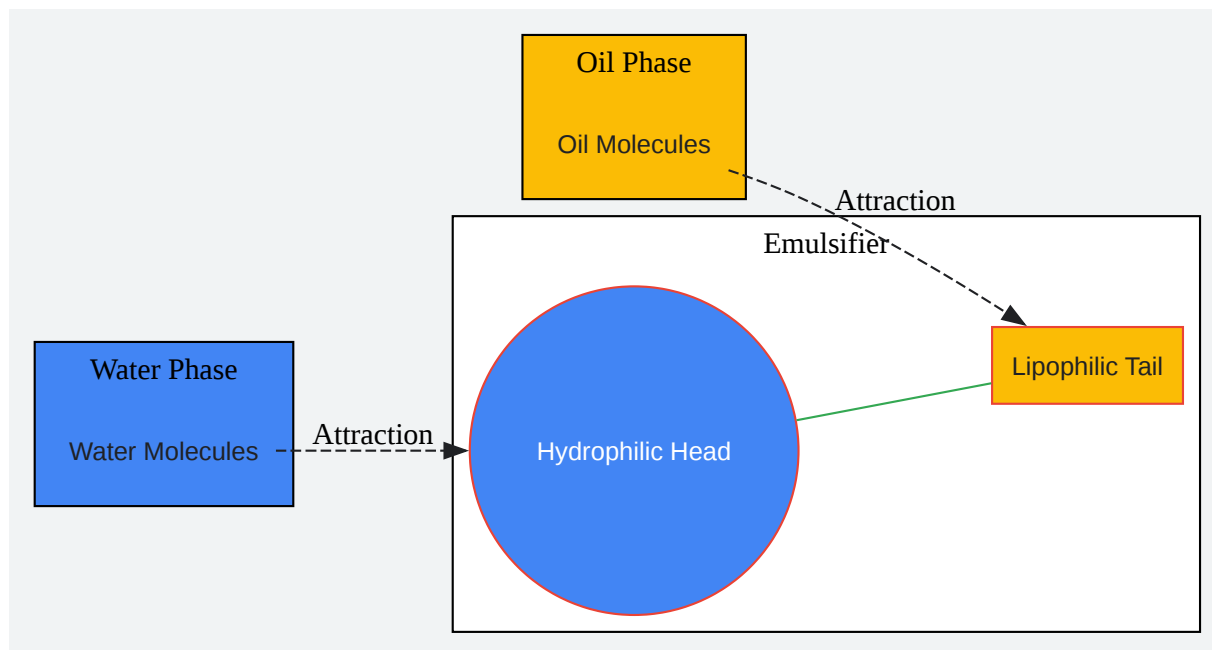 Oil Phase
Oil Molecules
Attraction
Emulsifier
Water Phase
Lipophilic Tail
Attraction
Water Molecules
Hydrophilic Head